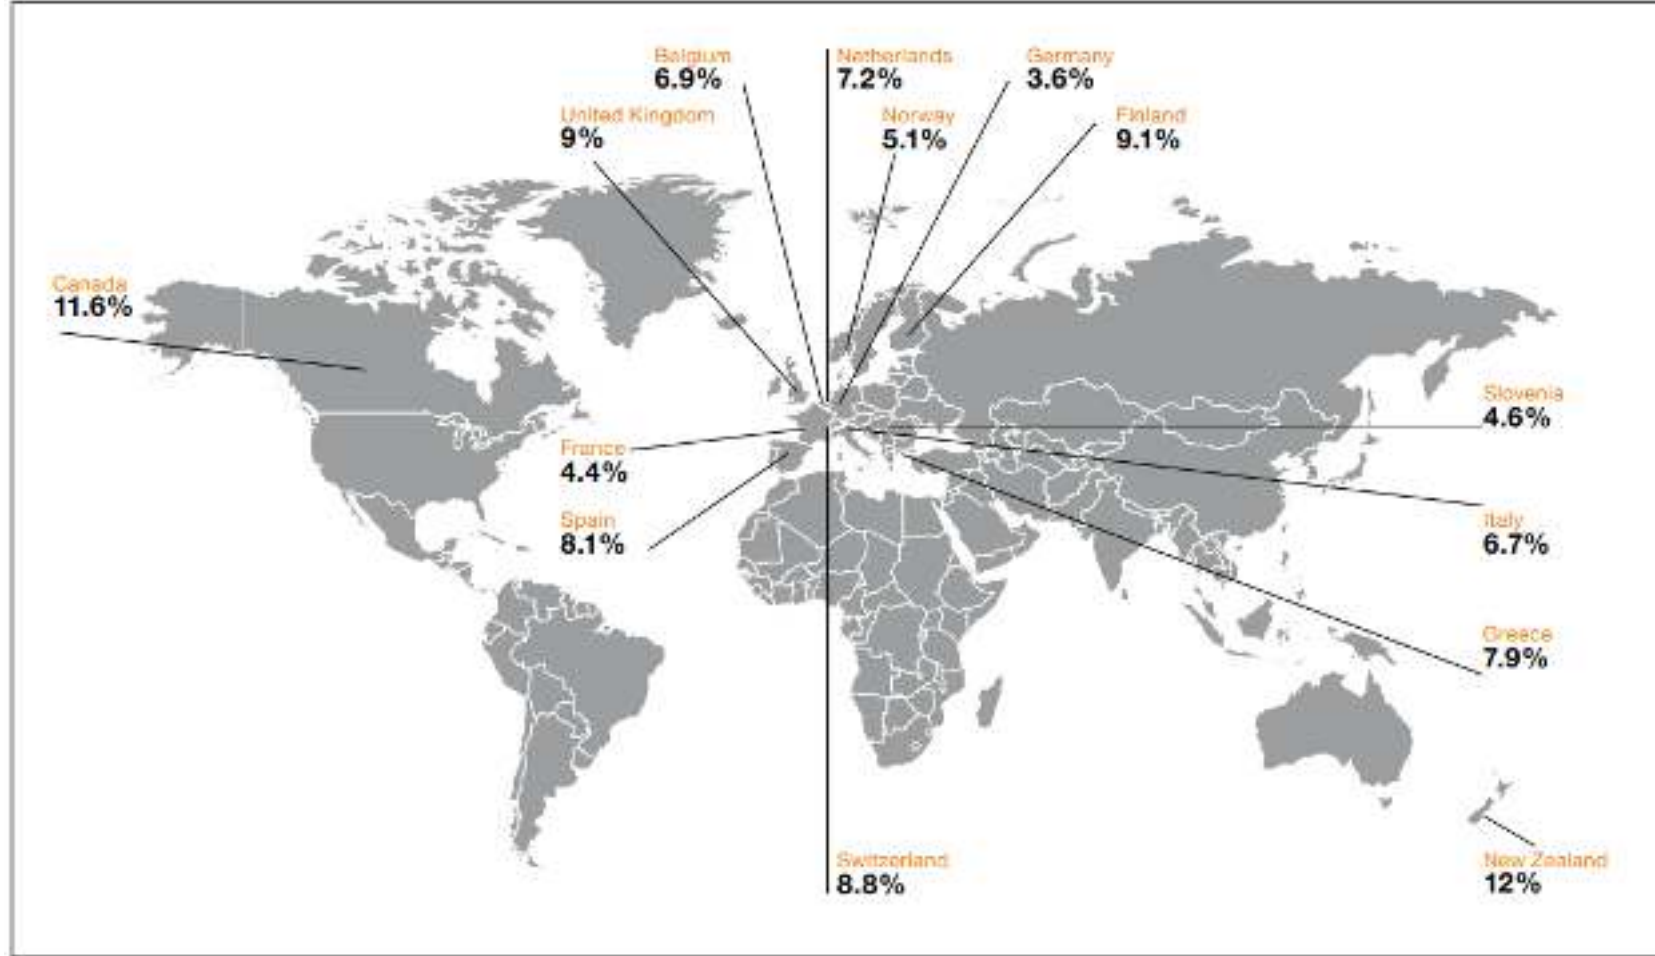 Belgium
6.9%
Netherlands
7.2%
Germany
3.6%
United Kingdom
9%
Norway
5.1%
Finland
9.1%
Canada
11.6%
Slovenia
4.6%
France
4.4%
Spain
8.1%
Italy
6.7%
Greece
7.9%
Switzerland
8.8%
New Zealand
12%